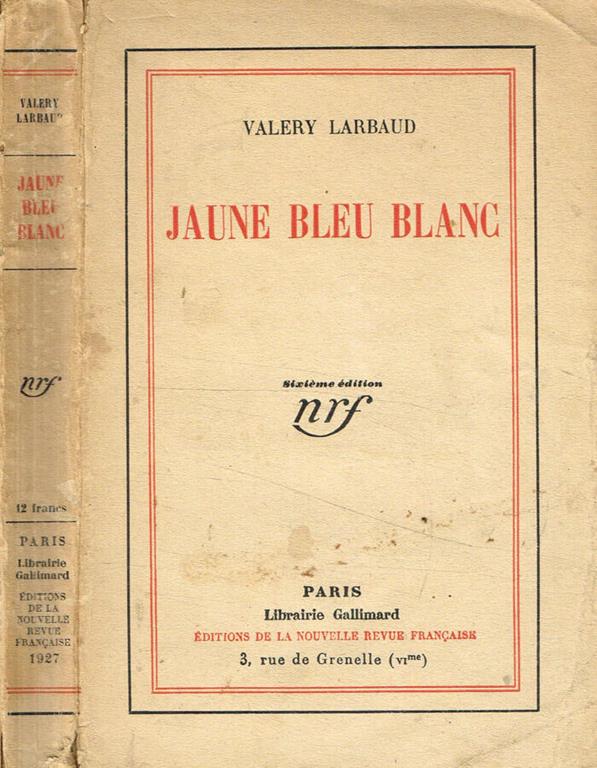 VALERY
LARBAUD
JAUNE
BLEU
BLANC
nrf
12 francs
PARIS
Librairie
Gallimard
ÉDITIONS
DE LA
NOUVELLE
REVUE
FRANÇAISE
1927
VALERY LARBAUD
JAUNE BLEU BLANC
Sixième édition
nrf
PARIS
Librairie Gallimard
ÉDITIONS DE LA NOUVELLE REVUE FRANÇAISE
3, rue de Grenelle (VIme)